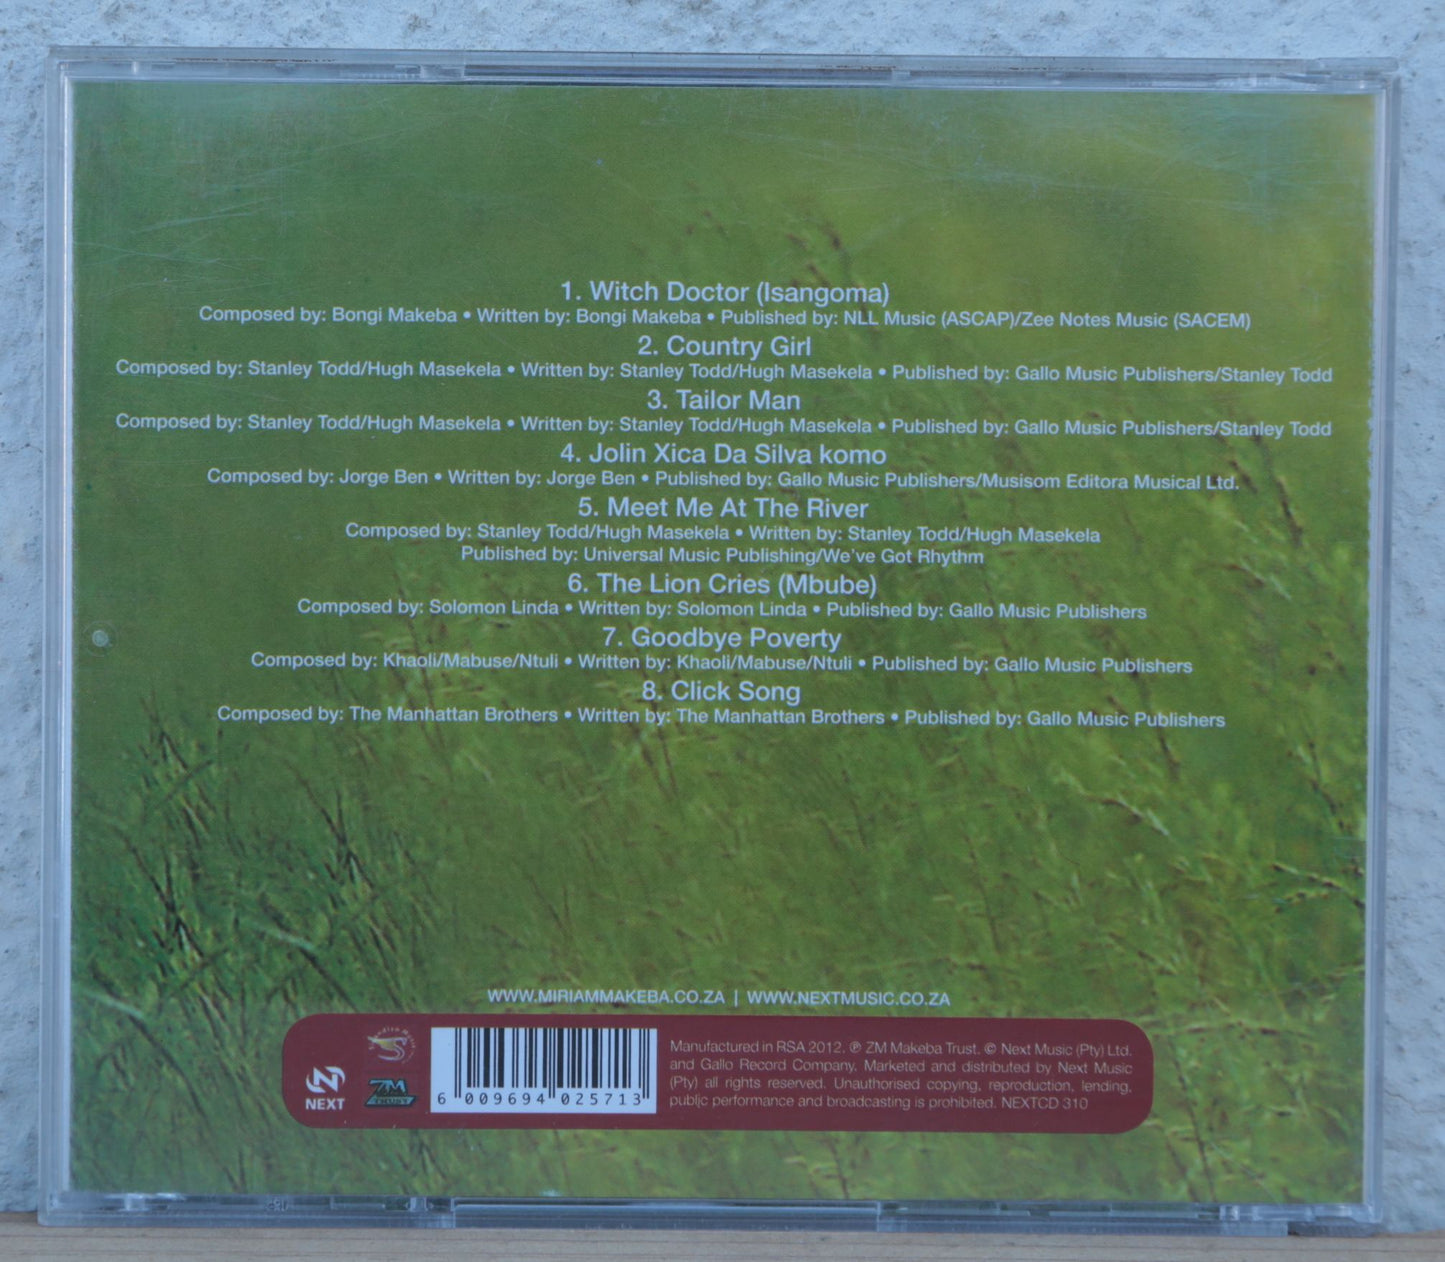 1. Witch Doctor (Isangoma)
Composed by: Bongi Makeba • Written by: Bongi Makeba • Published by: NLL Music (ASCAP)/Zee Notes Music (SACEM)
2. Country Girl
Composed by: Stanley Todd/Hugh Masekela • Written by: Stanley Todd/Hugh Masekela • Published by: Gallo Music Publishers/Stanley Todd
3. Tailor Man
Composed by: Stanley Todd/Hugh Masekela • Written by: Stanley Todd/Hugh Masekela • Published by: Gallo Music Publishers/Stanley Todd
4. Jolin Xica Da Silva komo
Composed by: Jorge Ben • Written by: Jorge Ben • Published by: Gallo Music Publishers/Musisom Editora Musical Ltd.
5. Meet Me At The River
Composed by: Stanley Todd/Hugh Masekela • Written by: Stanley Todd/Hugh Masekela
Published by: Universal Music Publishing/We've Got Rhythm
6. The Lion Cries (Mbube)
Composed by: Solomon Linda • Written by: Solomon Linda • Published by: Gallo Music Publishers
7. Goodbye Poverty
Composed by: Khaoli/Mabuse/Ntuli • Written by: Khaoli/Mabuse/Ntuli • Published by: Gallo Music Publishers
8. Click Song
Composed by: The Manhattan Brothers • Written by: The Manhattan Brothers • Published by: Gallo Music Publishers
WWW.MIRIAMMAKEBA.CO.ZA | WWW.NEXTMUSIC.CO.ZA
NEXT
ZM
TRUST
6 009694 025713
Manufactured in RSA 2012. ℗ ZM Makeba Trust. © Next Music (Pty) Ltd.
and Gallo Record Company. Marketed and distributed by Next Music
(Pty) all rights reserved. Unauthorised copying, reproduction, lending,
public performance and broadcasting is prohibited. NEXTCD 310